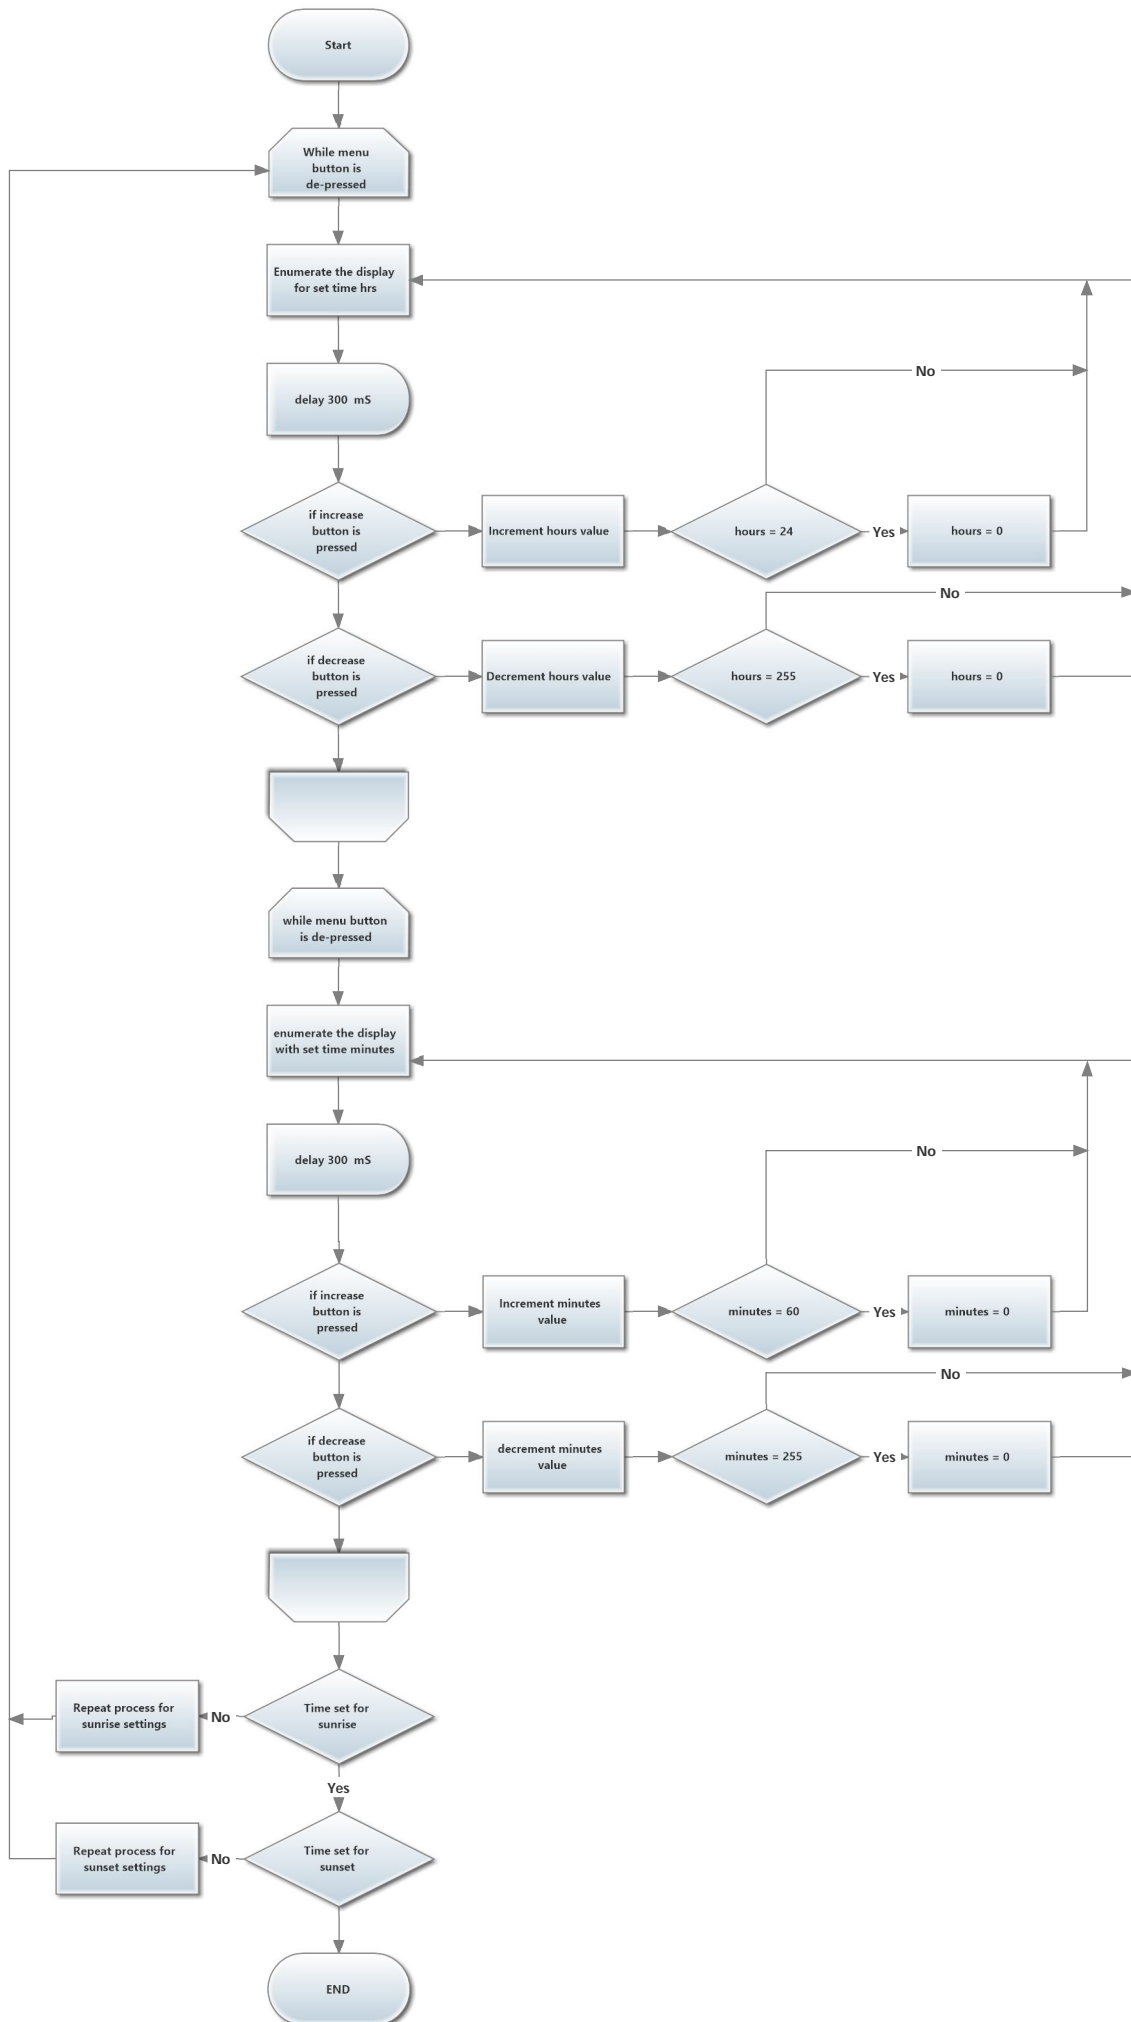 Start
While menu
button is
de-pressed
Enumerate the display
for set time hrs
No
delay 300 mS
if increase
button is
pressed
Increment hours value
hours = 24
Yes
hours = 0
No
if decrease
button is
pressed
Decrement hours value
hours = 255
Yes
hours = 0
while menu button
is de-pressed
enumerate the display
with set time minutes
No
delay 300 mS
if increase
button is
pressed
Increment minutes
value
minutes = 60
Yes
minutes = 0
No
if decrease
button is
pressed
decrement minutes
value
minutes = 255
Yes
minutes = 0
Repeat process for
sunrise settings
No
Time set for
sunrise
Yes
Repeat process for
sunset settings
No
Time set for
sunset
END